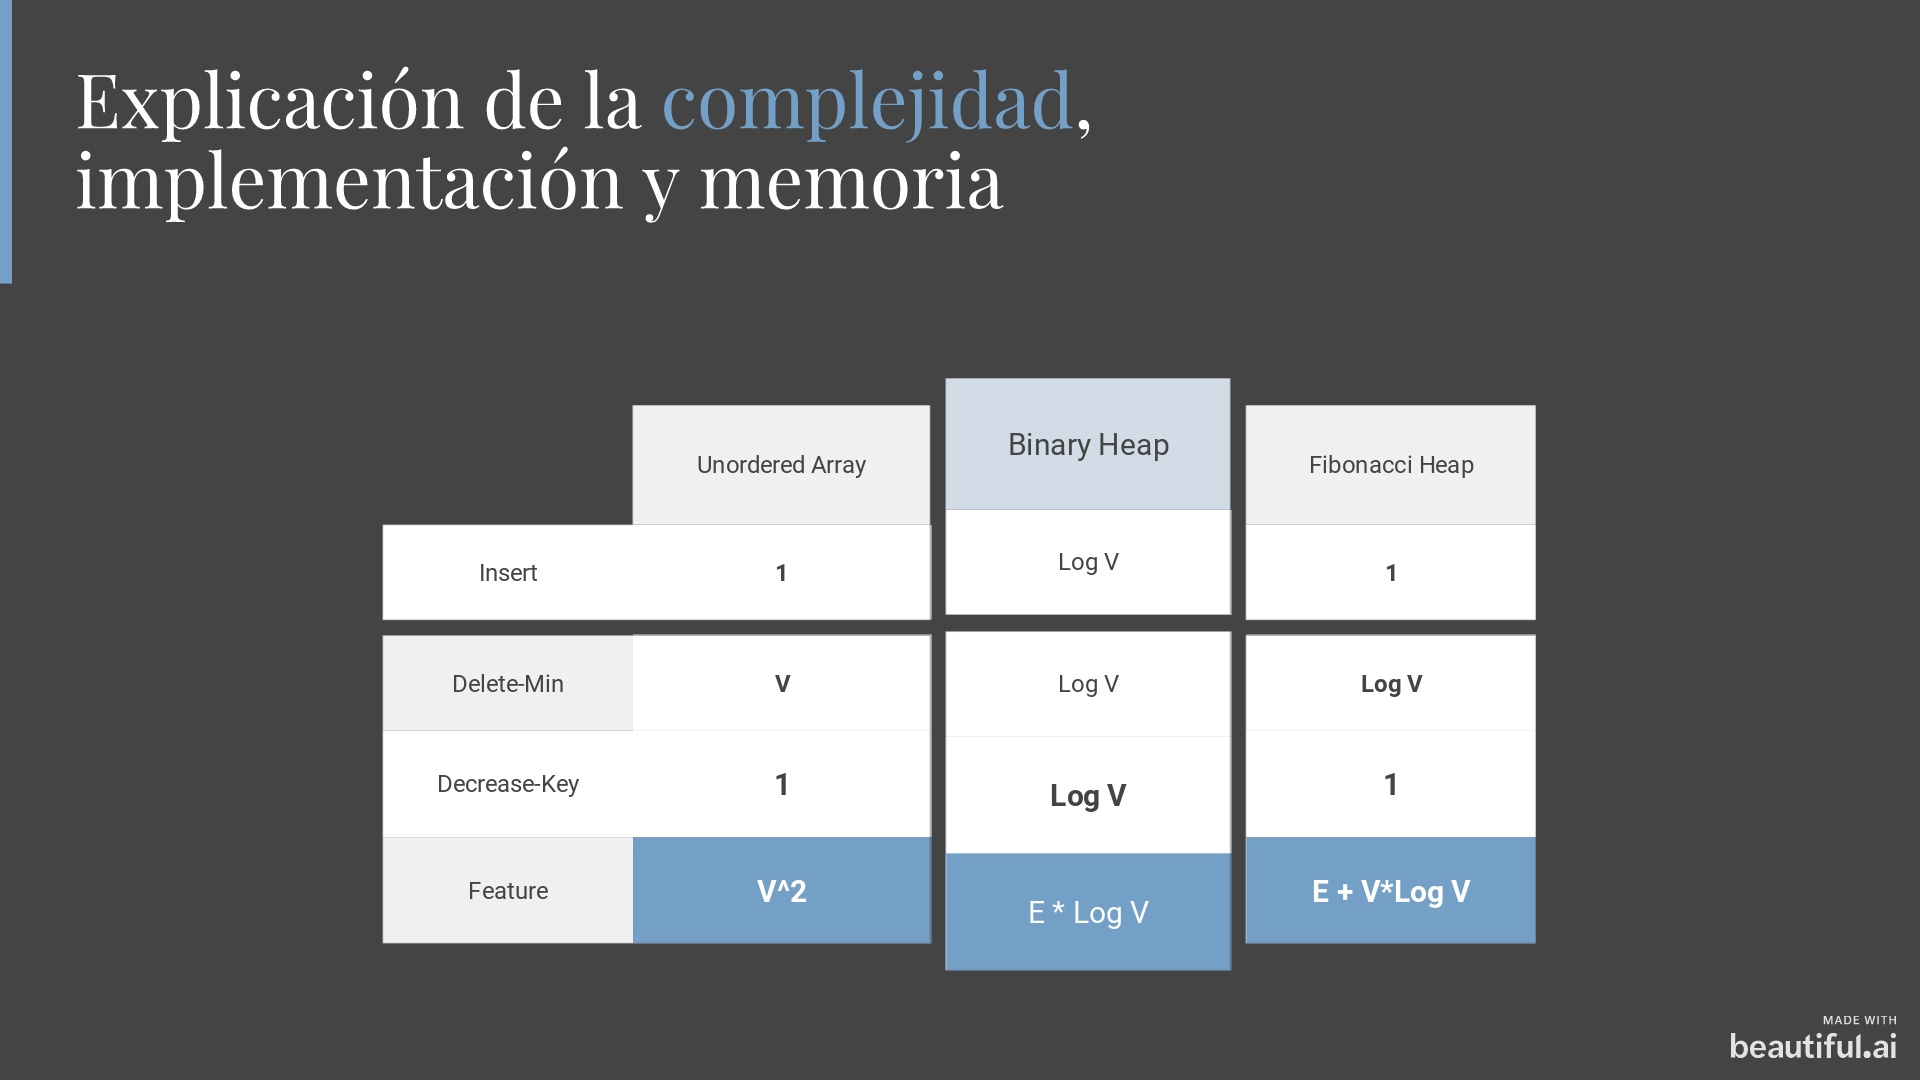 Explicación de la complejidad,
implementación y memoria
Unordered Array
Binary Heap
Fibonacci Heap
Insert
1
Log V
1
Delete-Min
V
Log V
Log V
Decrease-Key
1
Log V
1
Feature
V^2
E * Log V
E + V*Log V
MADE WITH
beautiful.ai